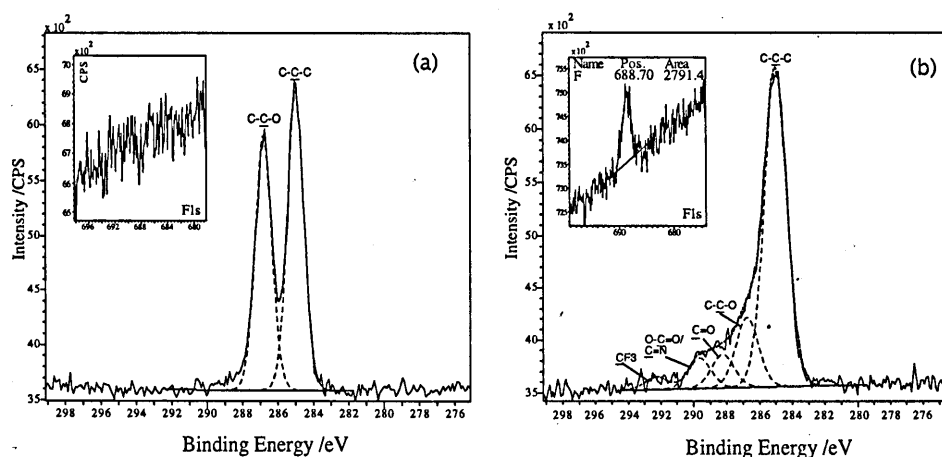 x 10²
(a)
65
60
55
50
45
40
35
Intensity /CPS
x10²
70
69
68
67
66
65
CPS
696 692 688 684 680
F1s
C-C-O
C-C-C
298 296 294 292 290 288 286 284 282 280 278 276
Binding Energy /eV
x 10²
(b)
65
60
55
50
45
40
35
Intensity /CPS
x10²
755
750
745
740
735
730
725
Name Pos. Area
F 688.70 2791.4
690 680
F1s
C-C-C
C-C-O
C=O
O-C=O/
C=N
CF3
298 296 294 292 290 288 286 284 282 280 278 276
Binding Energy /eV